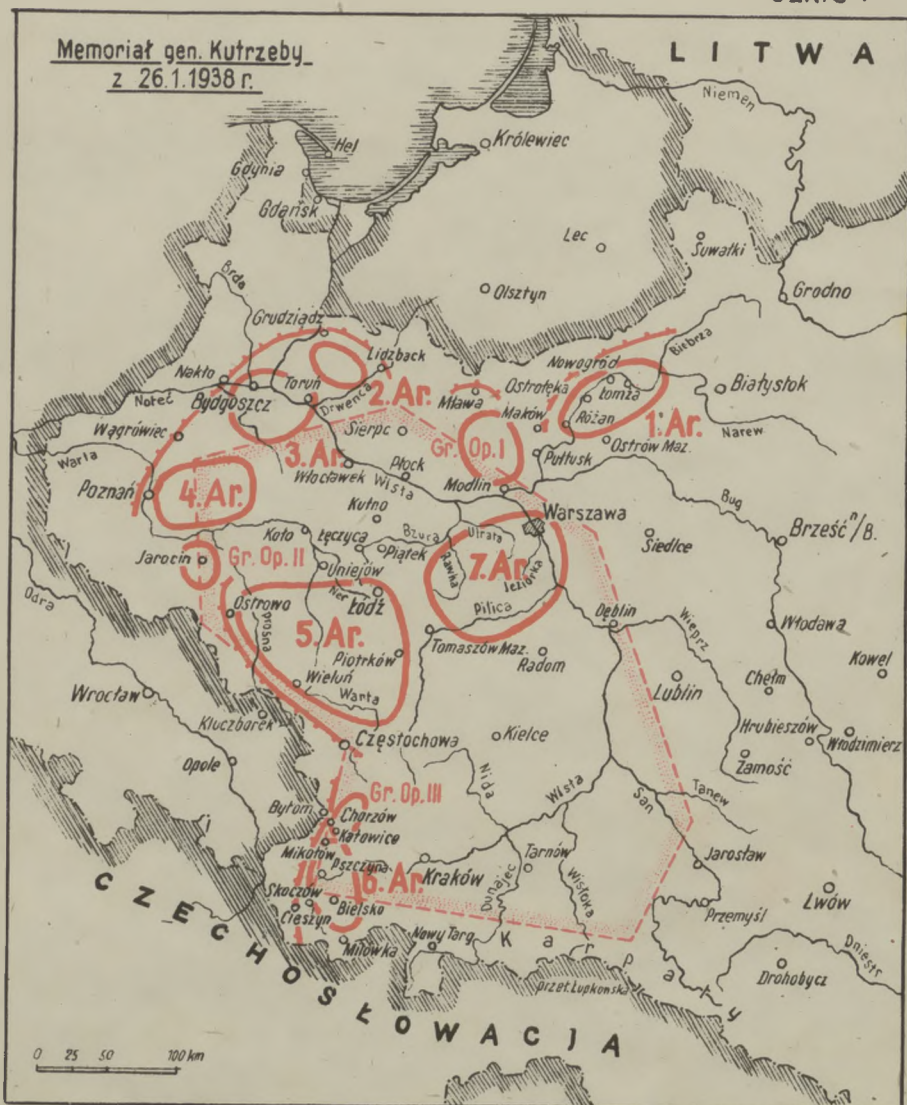 Memoriał gen. Kutrzeby
z 26.1.1938 r.
LITWA
Niemen
Hel
Królewiec
Gdynia
Gdańsk
Lec
Suwałki
Olsztyn
Grodno
Brda
Grudziądz
Lidzback
Biebrza
Nowogród
Nakło
Toruń
Ostrołęka
Łomża
Białystok
Noteć
Bydgoszcz
Drwenca
2.Ar.
Mława
Maków
Różan
1.Ar.
Narew
Wągrówiec
Sierpc
Gr. Op. I
Ostrów Maz.
3.Ar.
Pułtusk
Warta
Włocławek
Płock
Wisła
Modlin
Bug
Poznań
4.Ar.
Kutno
Warszawa
Brześć n/B.
Koło
Łęczyca
Bzura
Utrata
Siedlce
Jarocin
Gr. Op. II
Piątek
Rawka
7.Ar.
Jeziorka
Uniejów
Odra
Ner
Łódź
Ostrowo
Prosna
5.Ar.
Pilica
Dęblin
Wieprz
Włodawa
Piotrków
Tomaszów Maz.
Radom
Kowel
Wieluń
Lublin
Chełm
Wrocław
Warta
Kluczborek
Hrubieszów
Częstochowa
Kielce
Włodzimierz
Opole
Zamość
Nida
Gr. Op. III
Wisła
San
Tanew
Bytom
Chorzów
Katowice
Mikołów
Pszczyna
6.Ar.
Kraków
Tarnów
Jarosław
Dunajec
Wisłoka
Skoczów
Bielsko
Cieszyn
Przemyśl
Lwów
Milówka
Nowy Targ
Karpaty
Dniestr
przeł. Łupkowska
Drohobycz
CZECHOSŁOWACJA
0 25 50 100 km